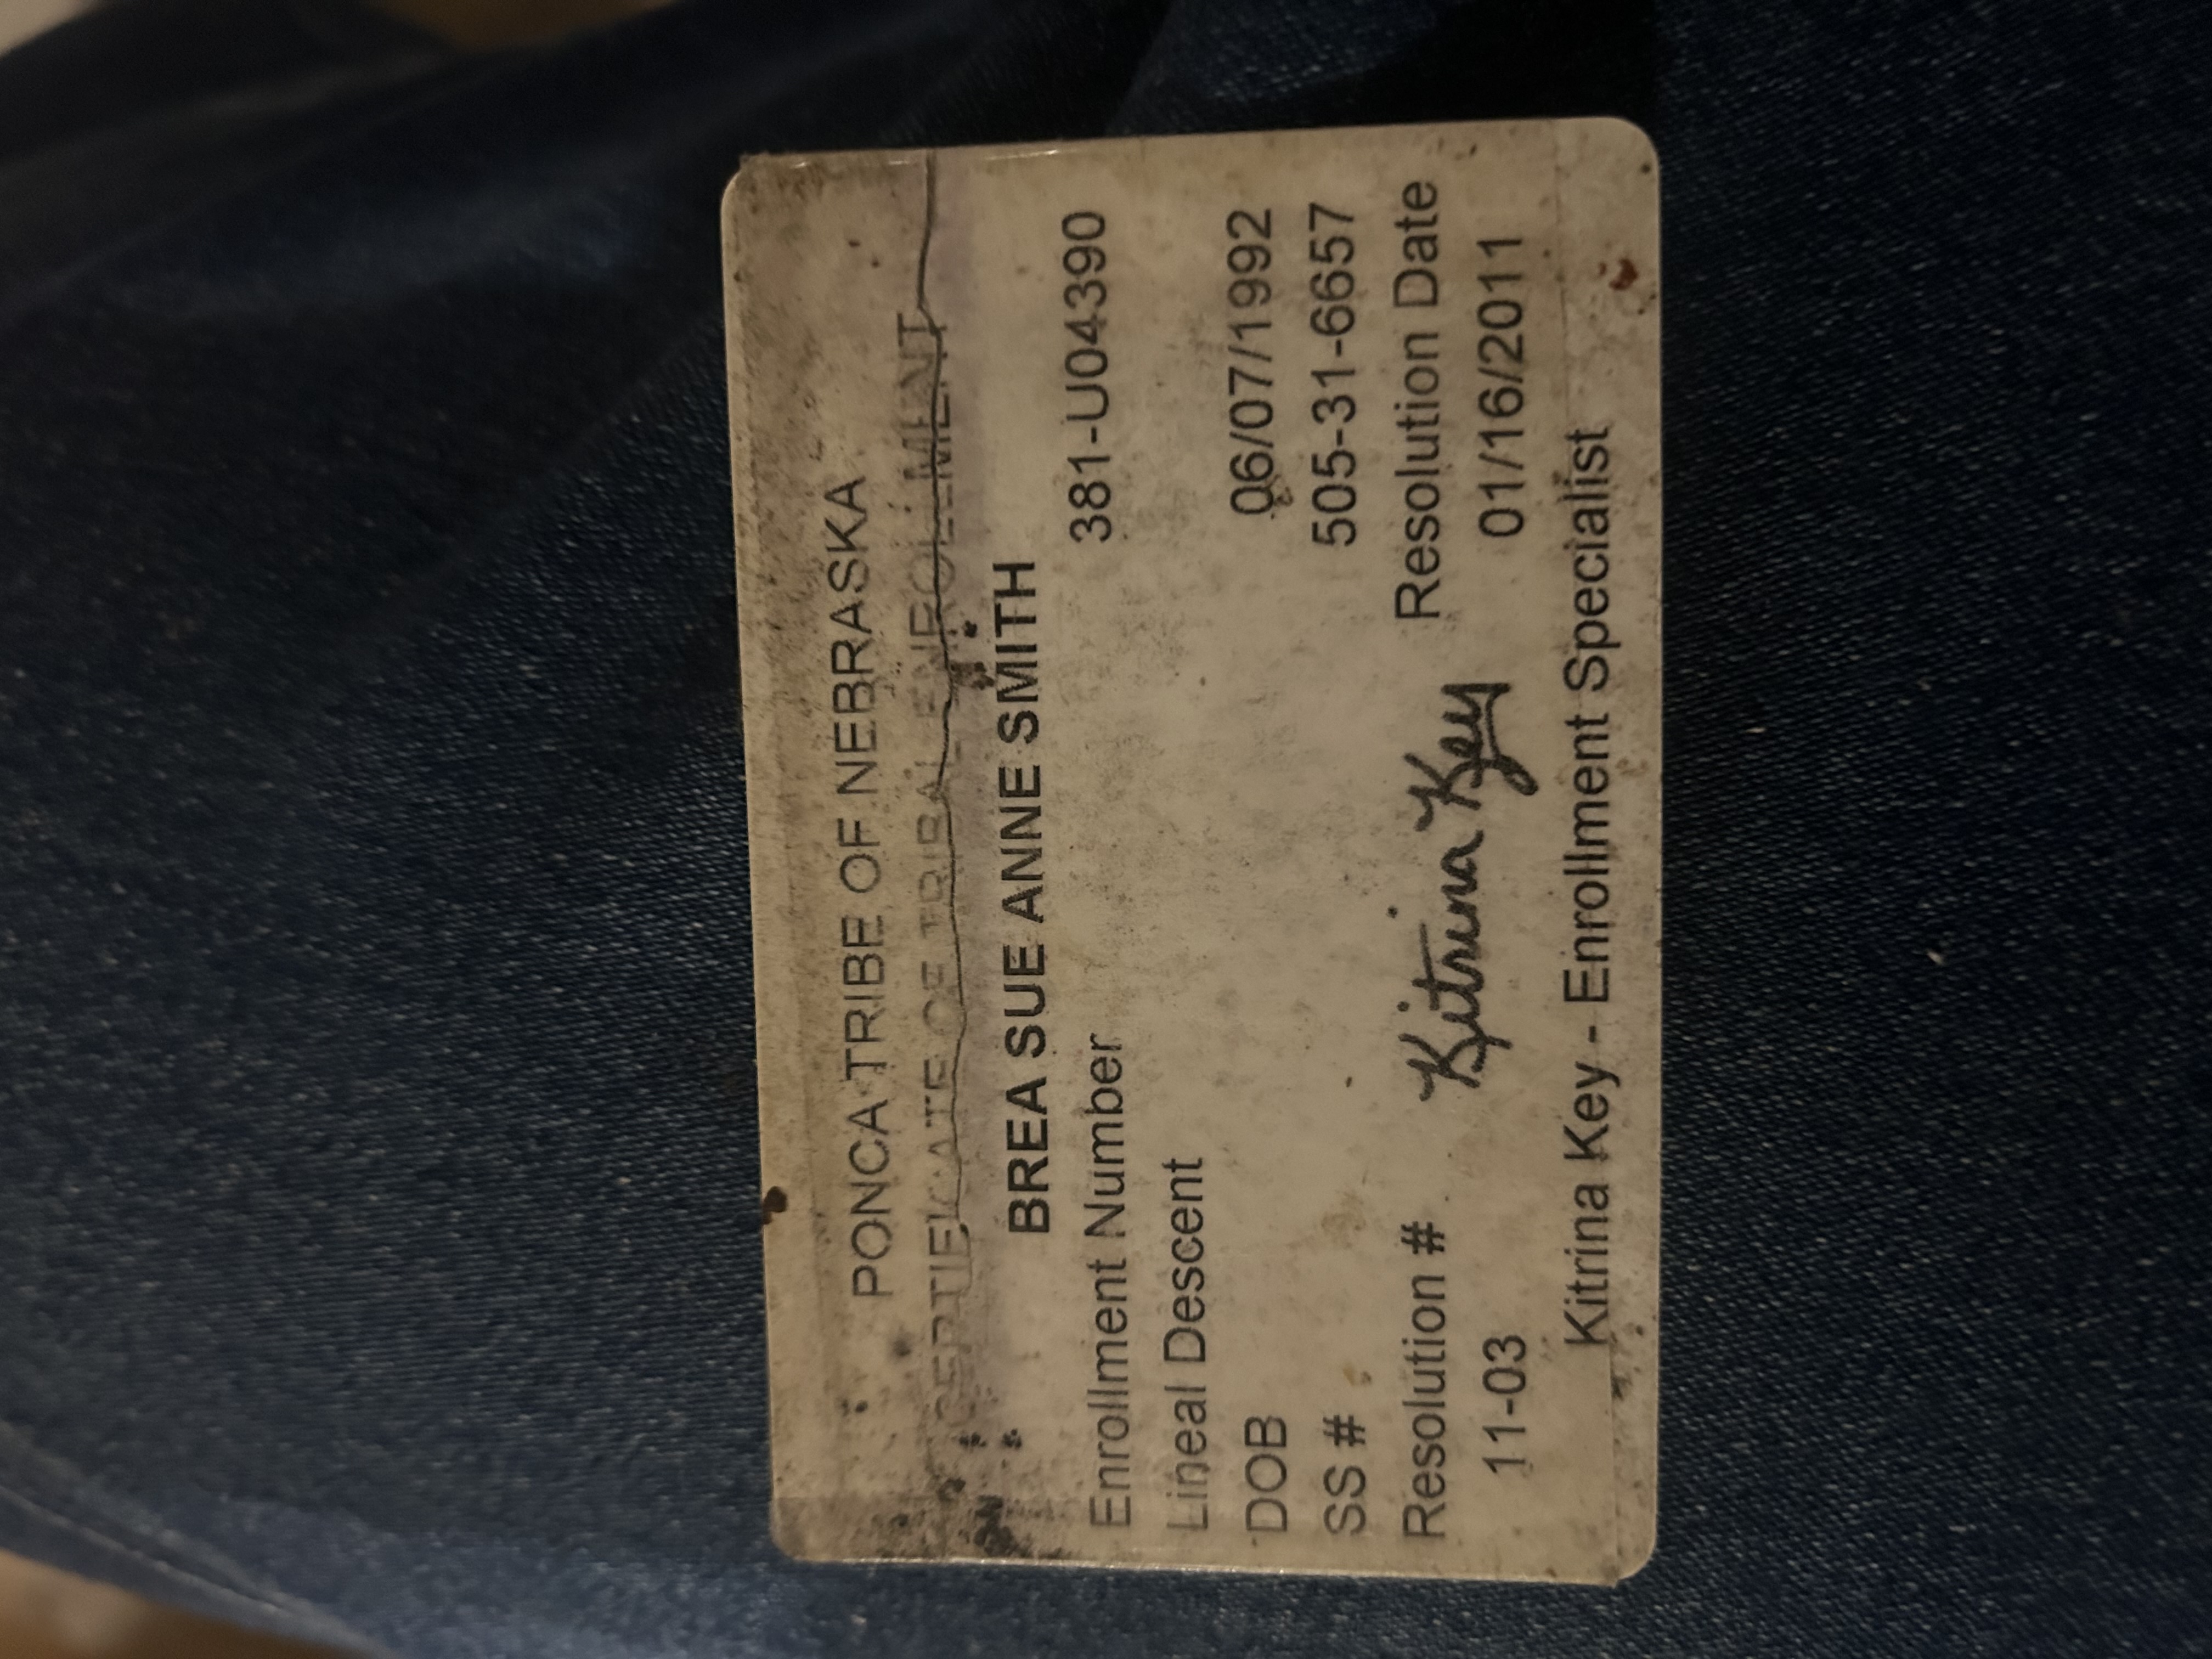 PONCA TRIBE OF NEBRASKA
CERTIFICATE OF TRIBAL ENROLLMENT
BREA SUE ANNE SMITH
Enrollment Number 381-U04390
Lineal Descent
DOB 06/07/1992
SS # 505-31-6657
Resolution # Resolution Date
11-03 Kitrina Key 01/16/2011
Kitrina Key - Enrollment Specialist